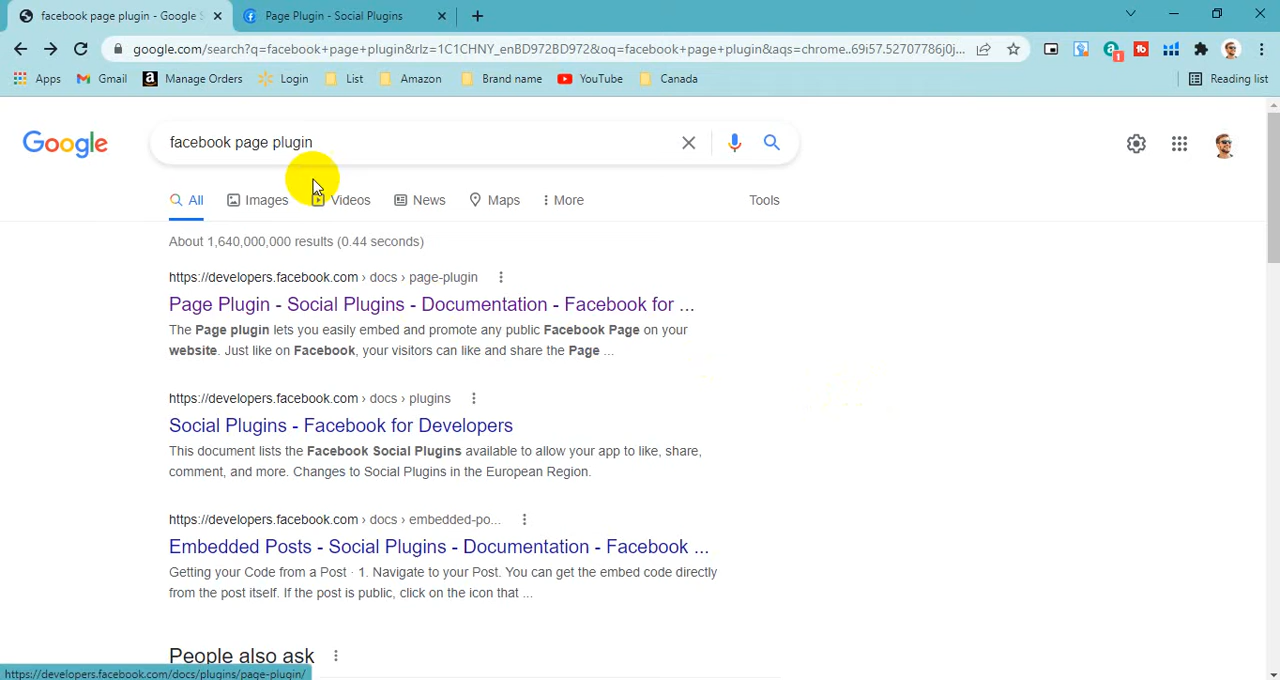 facebook page plugin - Google S
Page Plugin - Social Plugins
google.com/search?q=facebook+page+plugin&rlz=1C1CHNY_enBD972BD972&oq=facebook+page+plugin&aqs=chrome..69i57.52707786j0j...
1
Apps
Gmail
Manage Orders
Login
List
Amazon
Brand name
YouTube
Canada
Reading list
Google
facebook page plugin
All
Images
Videos
News
Maps
More
Tools
About 1,640,000,000 results (0.44 seconds)
https://developers.facebook.com › docs › page-plugin
Page Plugin - Social Plugins - Documentation - Facebook for ...
The Page plugin lets you easily embed and promote any public Facebook Page on your
website. Just like on Facebook, your visitors can like and share the Page ...
https://developers.facebook.com › docs › plugins
Social Plugins - Facebook for Developers
This document lists the Facebook Social Plugins available to allow your app to like, share,
comment, and more. Changes to Social Plugins in the European Region.
https://developers.facebook.com › docs › embedded-po...
Embedded Posts - Social Plugins - Documentation - Facebook ...
Getting your Code from a Post · 1. Navigate to your Post. You can get the embed code directly
from the post itself. If the post is public, click on the icon that ...
People also ask
https://developers.facebook.com/docs/plugins/page-plugin/